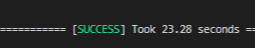 =========== [SUCCESS] Took 23.28 seconds ==